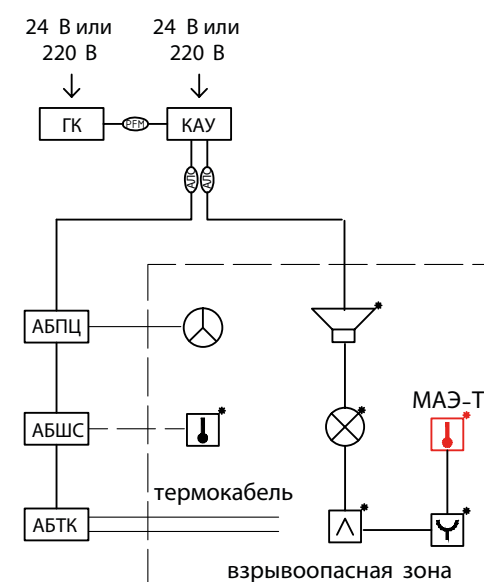 24 В или
220 В
24 В или
220 В
ГК
PFM
КАУ
АЛС
АЛС
АБПЦ
МАЭ-Т
АБШС
термокабель
АБТК
взрывоопасная зона